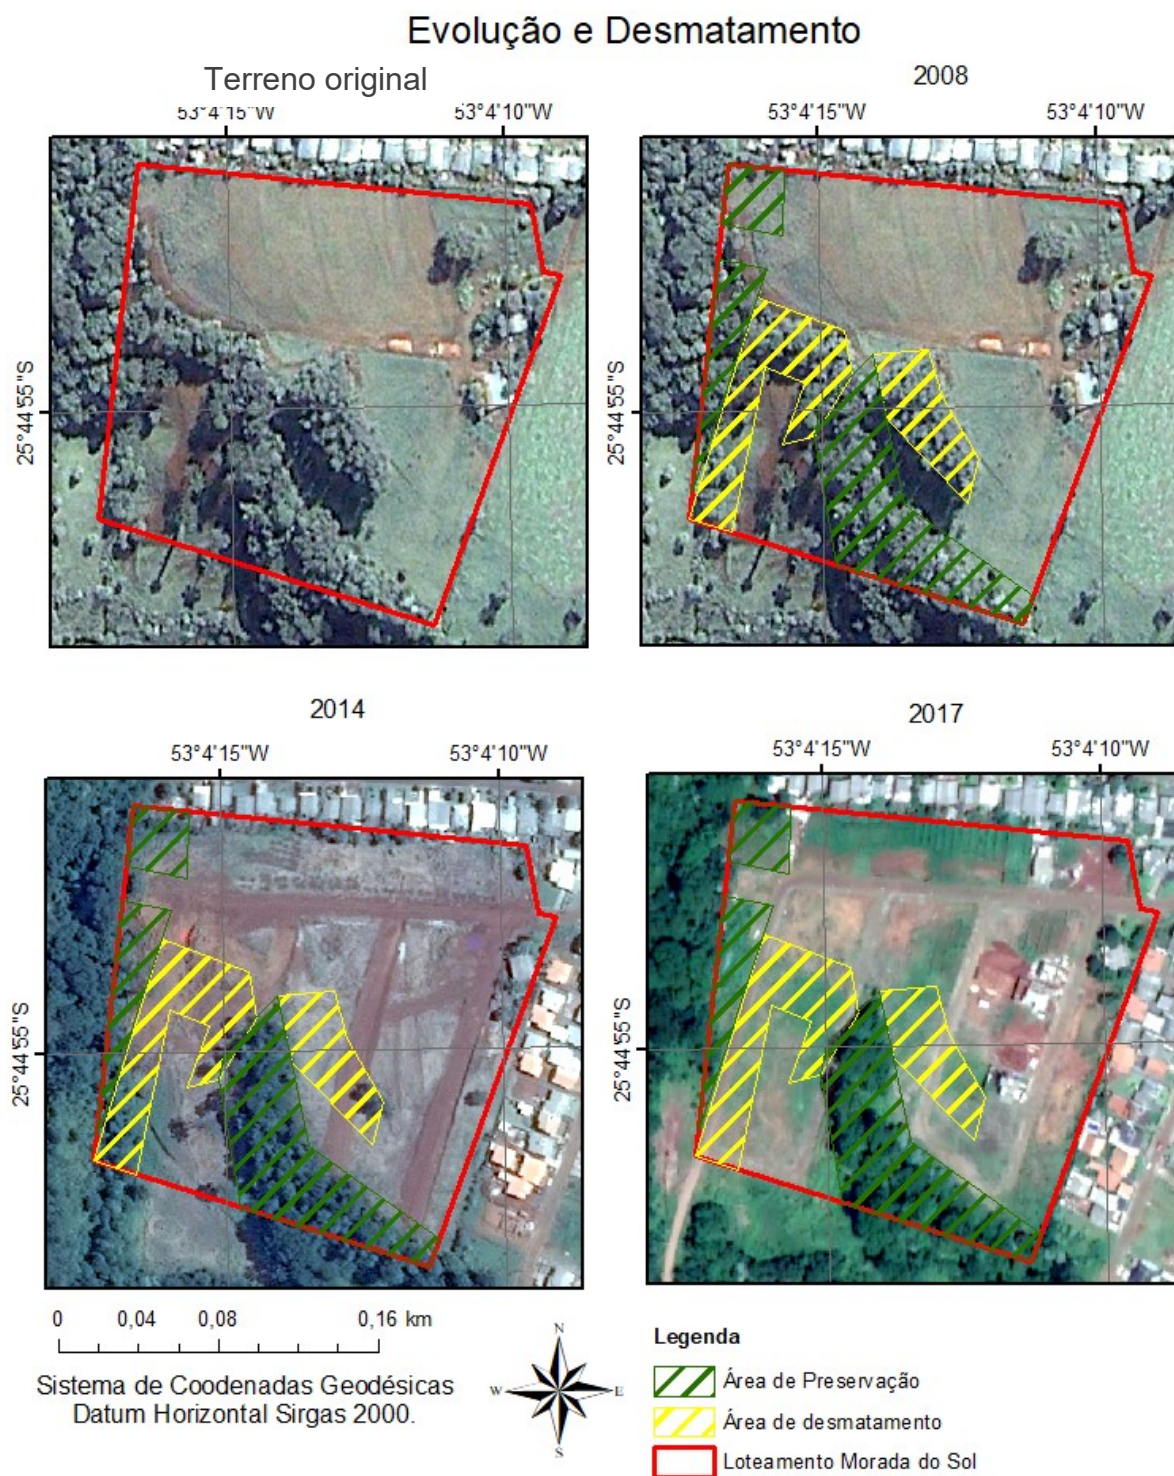 Evolução e Desmatamento
Terreno original
2008
53°4'15"W 53°4'10"W
53°4'15"W 53°4'10"W
25°44'55"S
25°44'55"S
2014
2017
53°4'15"W 53°4'10"W
53°4'15"W 53°4'10"W
25°44'55"S
25°44'55"S
0 0,04 0,08 0,16 km
Sistema de Coodenadas Geodésicas
Datum Horizontal Sirgas 2000.
N
W E
S
Legenda
Área de Preservação
Área de desmatamento
Loteamento Morada do Sol